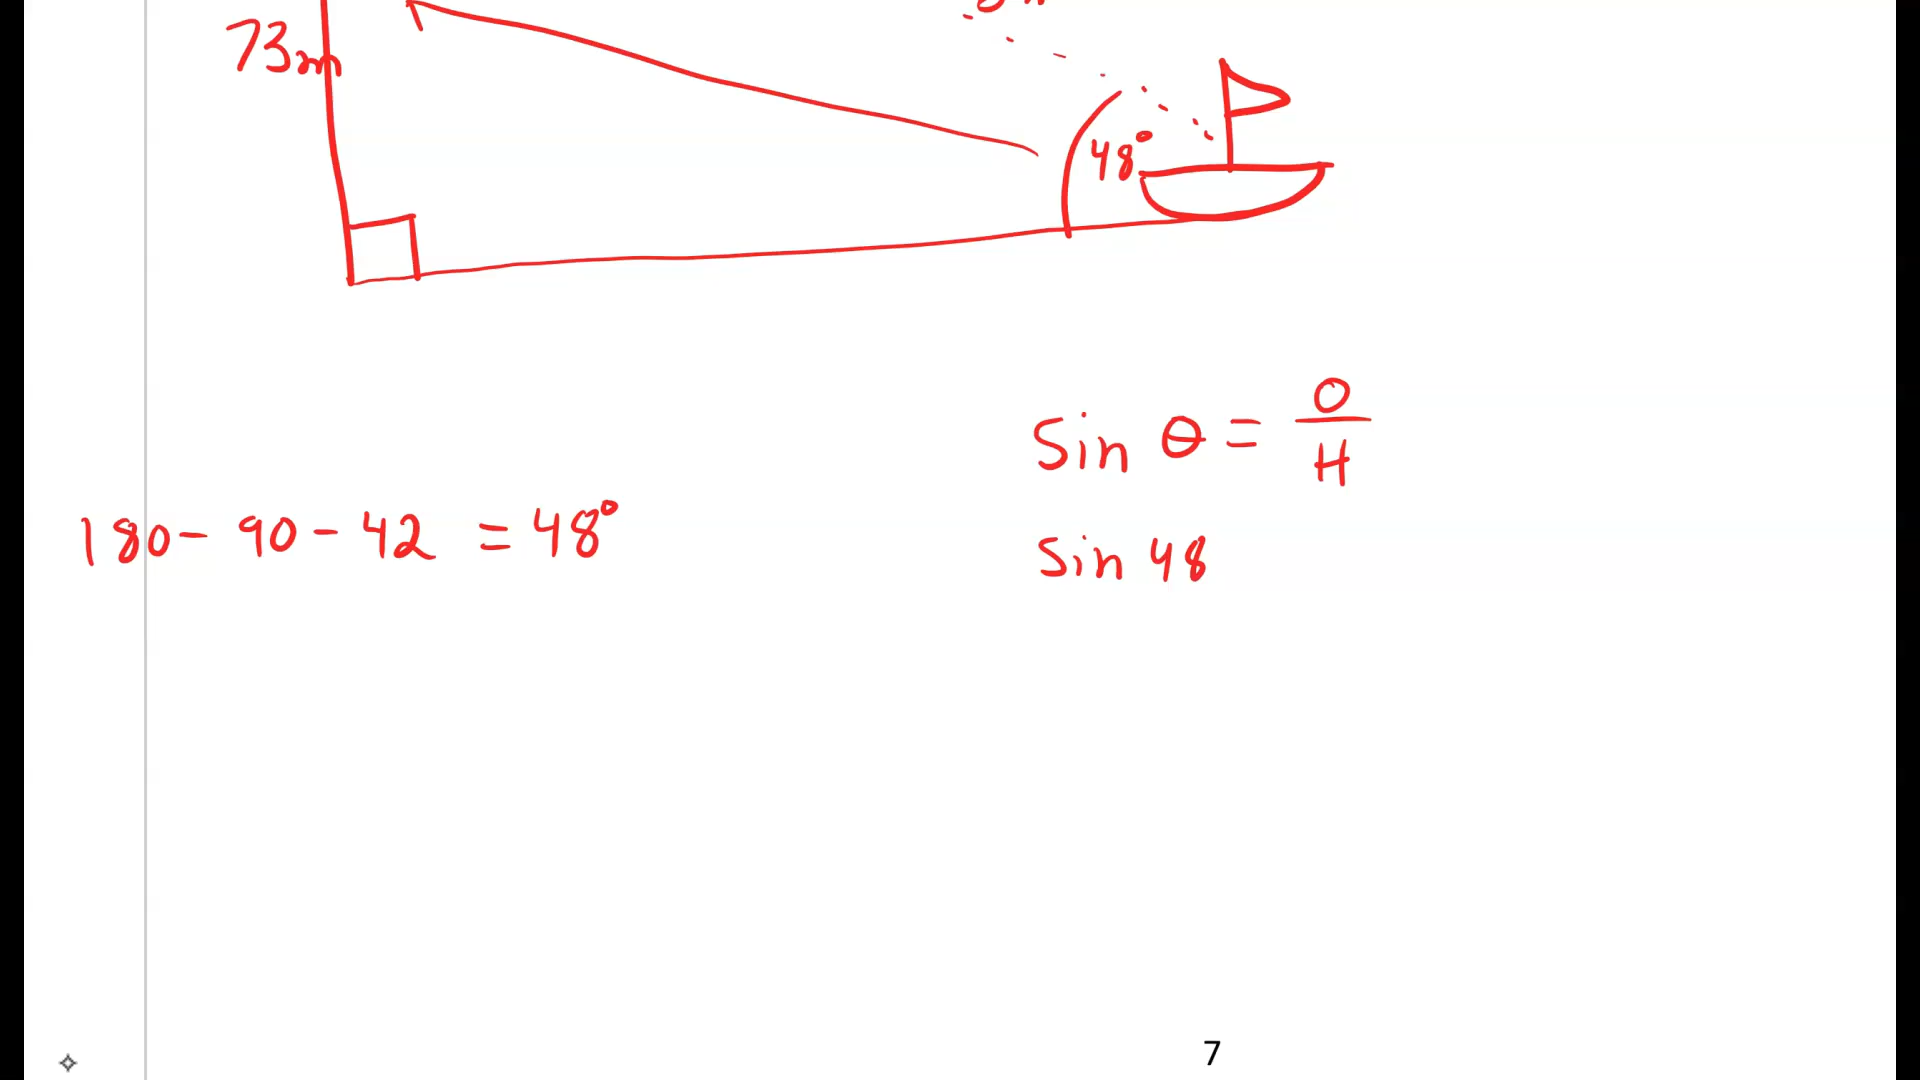 73m
48°
Sin θ = O/H
180 - 90 - 42 = 48°
Sin 48
7